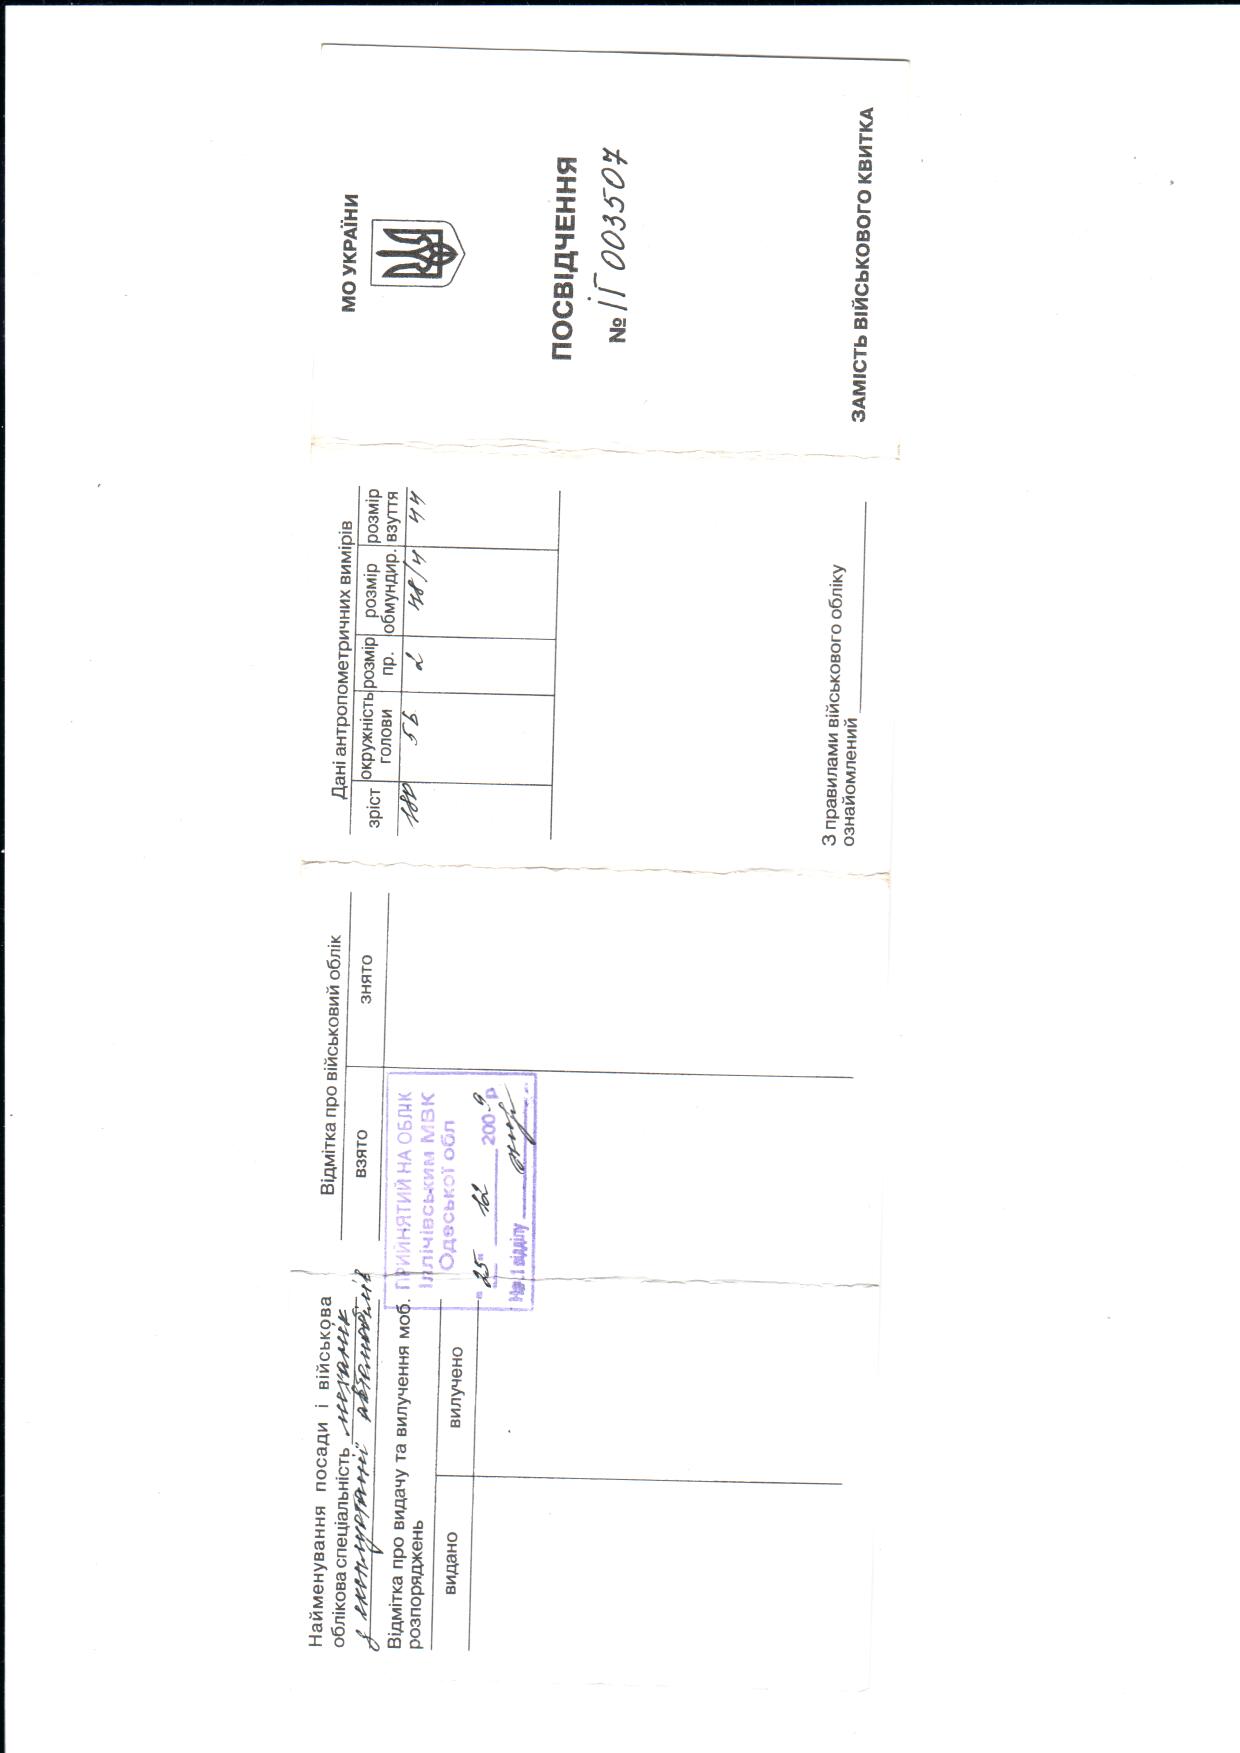 Найменування посади і військова
облікова спеціальність механік
з експлуатації автомобілів
Відмітка про видачу та вилучення моб.
розпоряджень
видано вилучено
Відмітка про військовий облік
взято знято
ПРИЙНЯТИЙ НА ОБЛІК
ІЛЛІЧІВСЬКИМ МВК
Одеської обл
"25" 12 2009 р
Нач. 1 відділу
Дані антропометричних вимірів
зріст окружність голови розмір пр. розмір обмундир. розмір взуття
180 56 2 48/4 44
З правилами військового обліку
ознайомлений
МО УКРАЇНИ
ПОСВІДЧЕННЯ
№ ІГ 003507
ЗАМІСТЬ ВІЙСЬКОВОГО КВИТКА